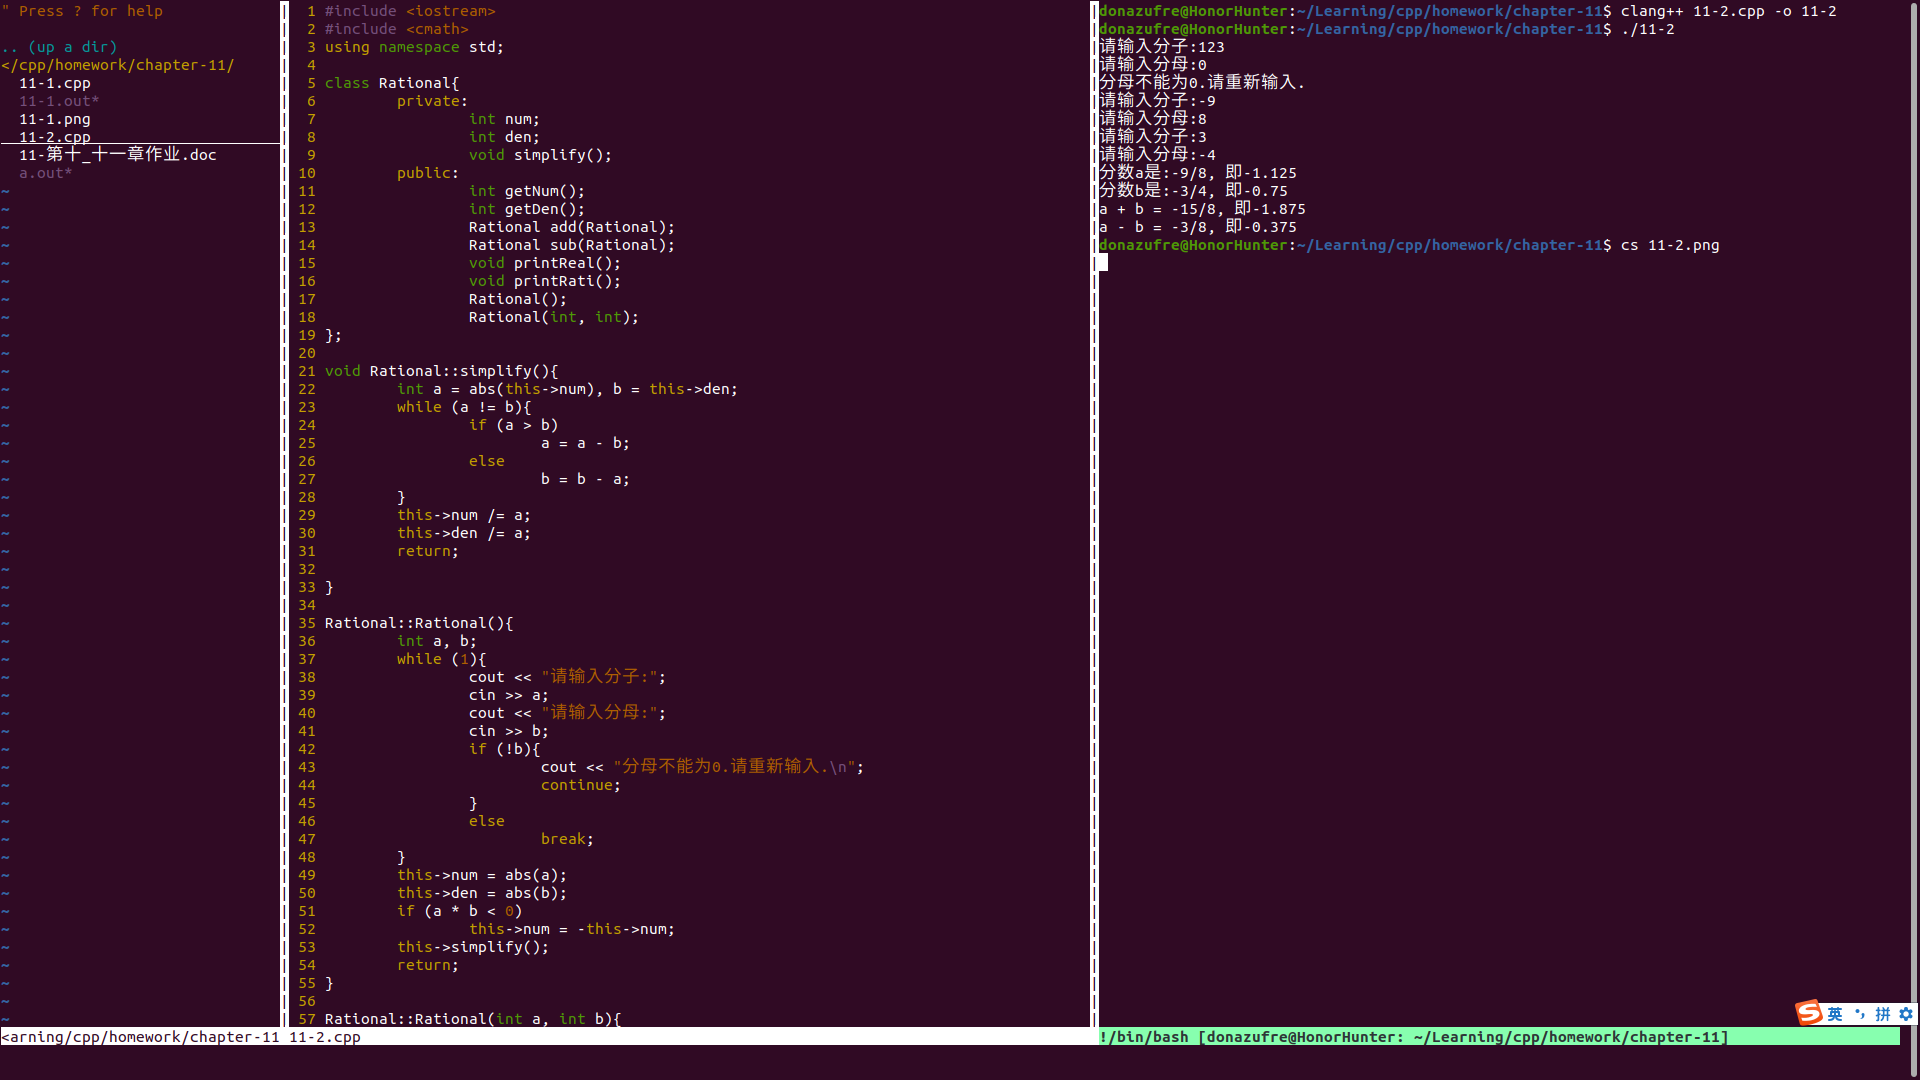 " Press ? for help
.. (up a dir)
</cpp/homework/chapter-11/
11-1.cpp
11-1.out*
11-1.png
11-2.cpp
11-第十_十一章作业.doc
a.out*
<arning/cpp/homework/chapter-11 11-2.cpp
1 #include <iostream>
2 #include <cmath>
3 using namespace std;
4
5 class Rational{
6 private:
7 int num;
8 int den;
9 void simplify();
10 public:
11 int getNum();
12 int getDen();
13 Rational add(Rational);
14 Rational sub(Rational);
15 void printReal();
16 void printRati();
17 Rational();
18 Rational(int, int);
19 };
20
21 void Rational::simplify(){
22 int a = abs(this->num), b = this->den;
23 while (a != b){
24 if (a > b)
25 a = a - b;
26 else
27 b = b - a;
28 }
29 this->num /= a;
30 this->den /= a;
31 return;
32
33 }
34
35 Rational::Rational(){
36 int a, b;
37 while (1){
38 cout << "请输入分子:";
39 cin >> a;
40 cout << "请输入分母:";
41 cin >> b;
42 if (!b){
43 cout << "分母不能为0.请重新输入.\n";
44 continue;
45 }
46 else
47 break;
48 }
49 this->num = abs(a);
50 this->den = abs(b);
51 if (a * b < 0)
52 this->num = -this->num;
53 this->simplify();
54 return;
55 }
56
57 Rational::Rational(int a, int b){
donazufre@HonorHunter:~/Learning/cpp/homework/chapter-11$ clang++ 11-2.cpp -o 11-2
donazufre@HonorHunter:~/Learning/cpp/homework/chapter-11$ ./11-2
请输入分子:123
请输入分母:0
分母不能为0.请重新输入.
请输入分子:-9
请输入分母:8
请输入分子:3
请输入分母:-4
分数a是:-9/8, 即-1.125
分数b是:-3/4, 即-0.75
a + b = -15/8, 即-1.875
a - b = -3/8, 即-0.375
donazufre@HonorHunter:~/Learning/cpp/homework/chapter-11$ cs 11-2.png
英 拼
!/bin/bash [donazufre@HonorHunter: ~/Learning/cpp/homework/chapter-11]